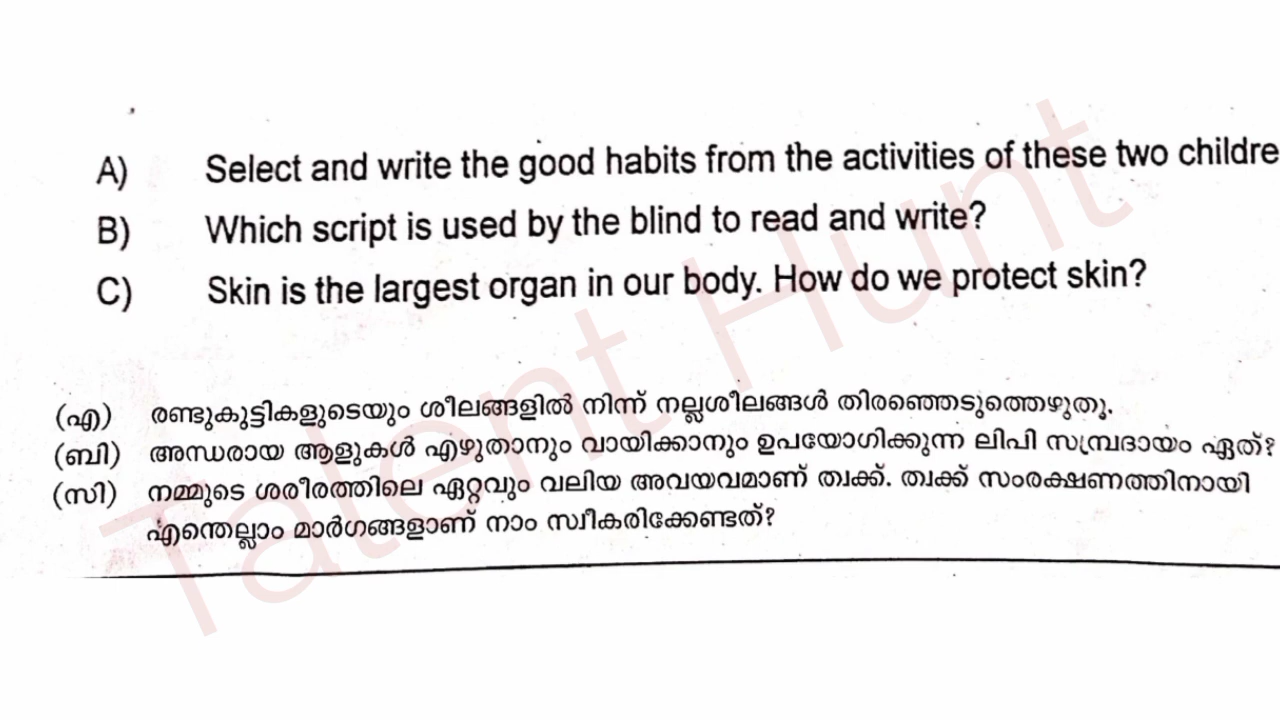 A) Select and write the good habits from the activities of these two childre
B) Which script is used by the blind to read and write?
C) Skin is the largest organ in our body. How do we protect skin?
(എ) രണ്ടുകുട്ടികളുടെയും ശീലങ്ങളിൽ നിന്ന് നല്ലശീലങ്ങൾ തിരഞ്ഞെടുത്തെഴുതൂ.
(ബി) അന്ധരായ ആളുകൾ എഴുതാനും വായിക്കാനും ഉപയോഗിക്കുന്ന ലിപി സമ്പ്രദായം ഏത്?
(സി) നമ്മുടെ ശരീരത്തിലെ ഏറ്റവും വലിയ അവയവമാണ് ത്വക്ക്. ത്വക്ക് സംരക്ഷണത്തിനായി
എന്തെല്ലാം മാർഗങ്ങളാണ് നാം സ്വീകരിക്കേണ്ടത്?
Talent Hunt